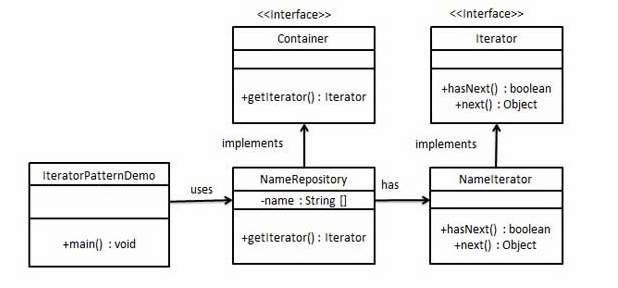 <<Interface>>
Container
+getIterator() : Iterator
<<Interface>>
Iterator
+hasNext() : boolean
+next() : Object
implements
implements
IteratorPatternDemo
+main() : void
uses
NameRepository
-name : String []
+getIterator() : Iterator
has
NameIterator
+hasNext() : boolean
+next() : Object